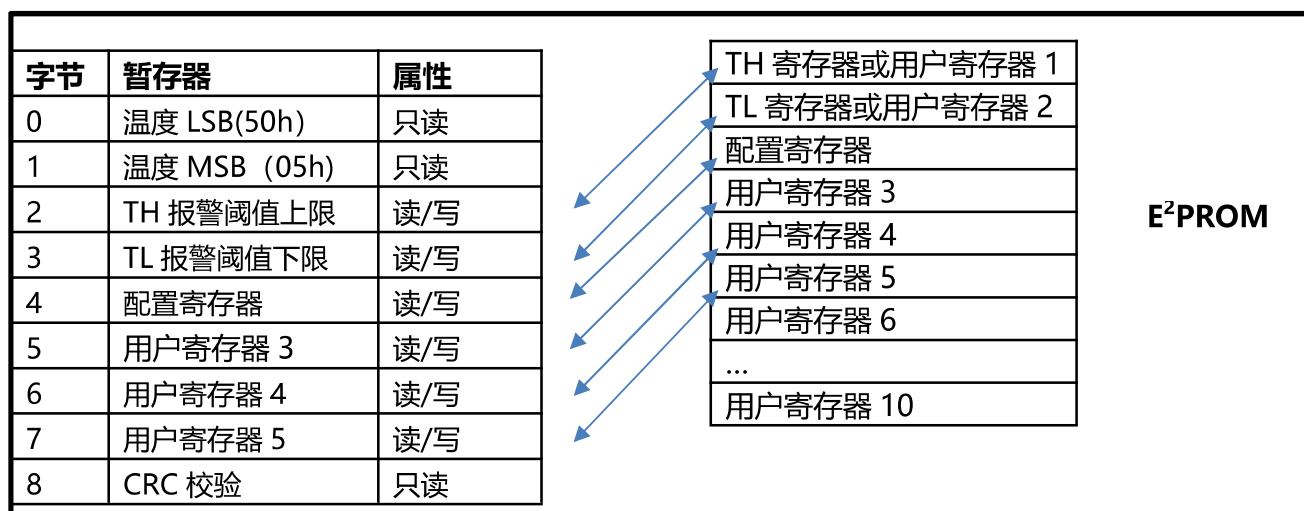 字节 暂存器 属性
0 温度 LSB(50h） 只读
1 温度 MSB（05h) 只读
2 TH 报警阈值上限 读/写
3 TL 报警阈值下限 读/写
4 配置寄存器 读/写
5 用户寄存器 3 读/写
6 用户寄存器 4 读/写
7 用户寄存器 5 读/写
8 CRC 校验 只读
TH 寄存器或用户寄存器 1
TL 寄存器或用户寄存器 2
配置寄存器
用户寄存器 3
用户寄存器 4
用户寄存器 5
用户寄存器 6
...
用户寄存器 10
E²PROM